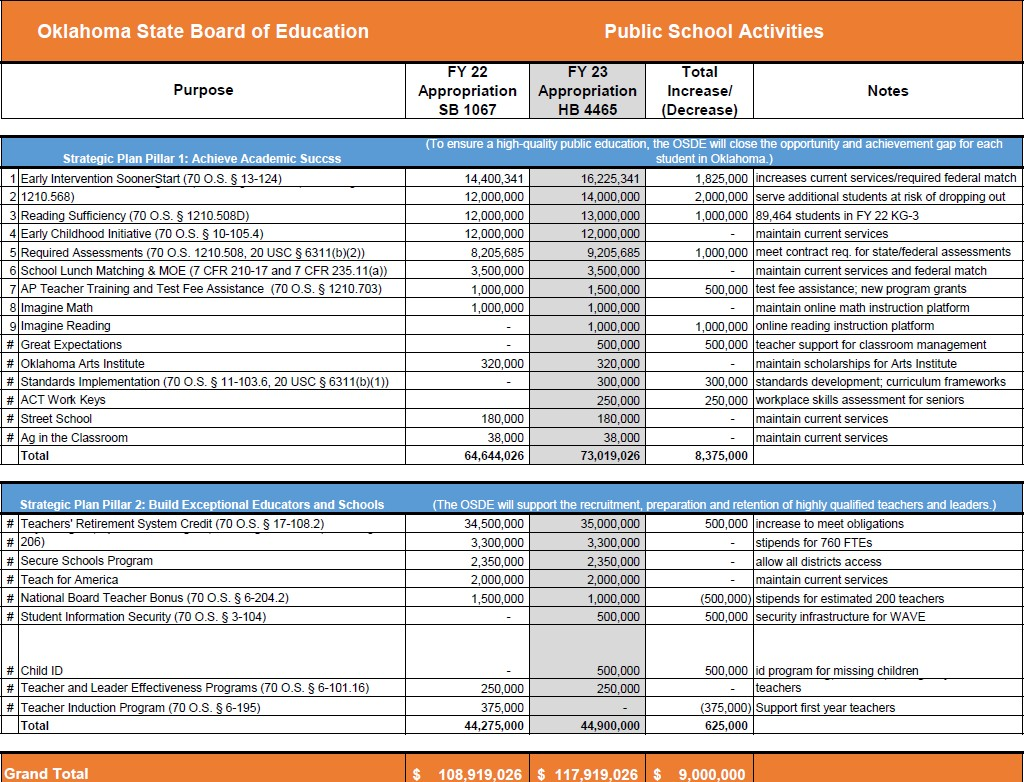 Oklahoma State Board of Education Public School Activities
Purpose FY 22 Appropriation SB 1067 FY 23 Appropriation HB 4465 Total Increase/ (Decrease) Notes
Strategic Plan Pillar 1: Achieve Academic Succss (To ensure a high-quality public education, the OSDE will close the opportunity and achievement gap for each student in Oklahoma.)
1 Early Intervention SoonerStart (70 O.S. § 13-124) 14,400,341 16,225,341 1,825,000 increases current services/required federal match
2 1210.568) 12,000,000 14,000,000 2,000,000 serve additional students at risk of dropping out
3 Reading Sufficiency (70 O.S. § 1210.508D) 12,000,000 13,000,000 1,000,000 89,464 students in FY 22 KG-3
4 Early Childhood Initiative (70 O.S. § 10-105.4) 12,000,000 12,000,000 - maintain current services
5 Required Assessments (70 O.S. 1210.508, 20 USC § 6311(b)(2)) 8,205,685 9,205,685 1,000,000 meet contract req. for state/federal assessments
6 School Lunch Matching & MOE (7 CFR 210-17 and 7 CFR 235.11(a)) 3,500,000 3,500,000 - maintain current services and federal match
7 AP Teacher Training and Test Fee Assistance (70 O.S. § 1210.703) 1,000,000 1,500,000 500,000 test fee assistance; new program grants
8 Imagine Math 1,000,000 1,000,000 - maintain online math instruction platform
9 Imagine Reading - 1,000,000 1,000,000 online reading instruction platform
# Great Expectations - 500,000 500,000 teacher support for classroom management
# Oklahoma Arts Institute 320,000 320,000 - maintain scholarships for Arts Institute
# Standards Implementation (70 O.S. § 11-103.6, 20 USC § 6311(b)(1)) - 300,000 300,000 standards development; curriculum frameworks
# ACT Work Keys 250,000 250,000 workplace skills assessment for seniors
# Street School 180,000 180,000 - maintain current services
# Ag in the Classroom 38,000 38,000 - maintain current services
Total 64,644,026 73,019,026 8,375,000
Strategic Plan Pillar 2: Build Exceptional Educators and Schools (The OSDE will support the recruitment, preparation and retention of highly qualified teachers and leaders.)
# Teachers' Retirement System Credit (70 O.S. § 17-108.2) 34,500,000 35,000,000 500,000 increase to meet obligations
# 206) 3,300,000 3,300,000 - stipends for 760 FTEs
# Secure Schools Program 2,350,000 2,350,000 - allow all districts access
# Teach for America 2,000,000 2,000,000 - maintain current services
# National Board Teacher Bonus (70 O.S. § 6-204.2) 1,500,000 1,000,000 (500,000) stipends for estimated 200 teachers
# Student Information Security (70 O.S. § 3-104) - 500,000 500,000 security infrastructure for WAVE
# Child ID - 500,000 500,000 id program for missing children
# Teacher and Leader Effectiveness Programs (70 O.S. § 6-101.16) 250,000 250,000 - teachers
# Teacher Induction Program (70 O.S. § 6-195) 375,000 - (375,000) Support first year teachers
Total 44,275,000 44,900,000 625,000
Grand Total $ 108,919,026 $ 117,919,026 $ 9,000,000